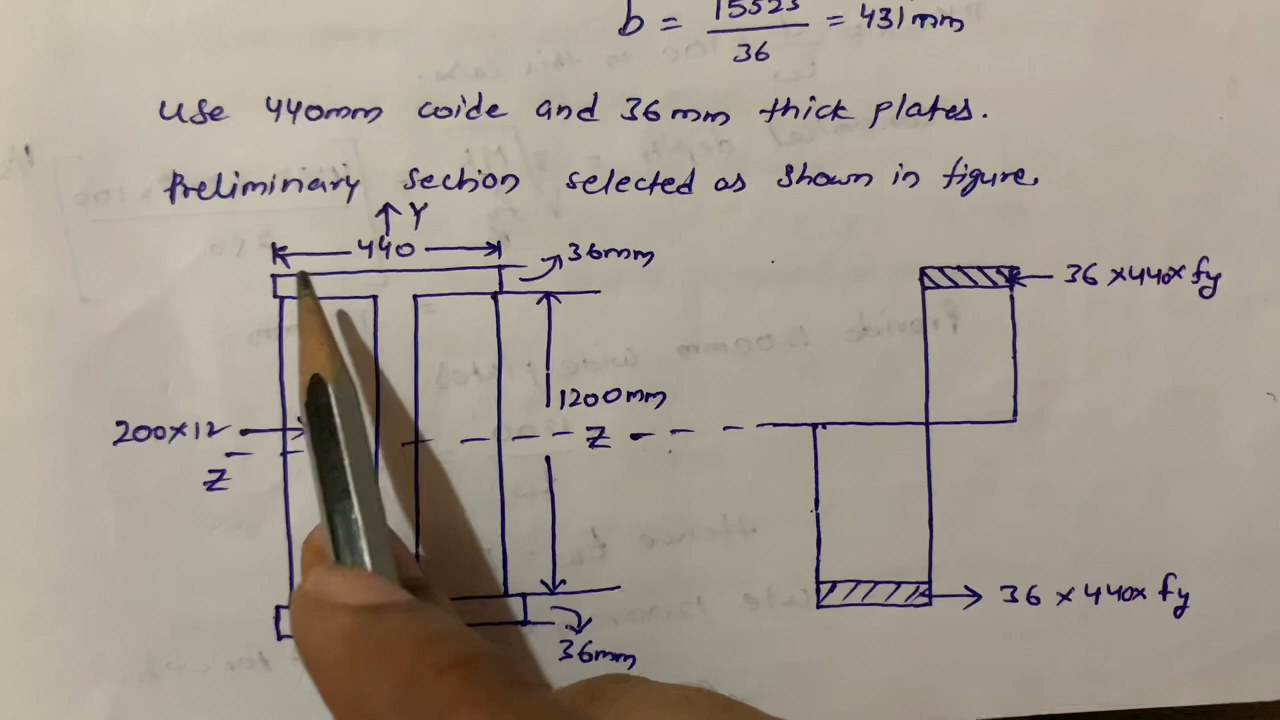 b = 15523 / 36 = 431mm
Use 440mm coide and 36mm thick plates.
Preliminary section selected as shown in figure.
Y
440
36mm
36 x 440 x fy
1200mm
200x12
Z
Z
36 x 440 x fy
36mm